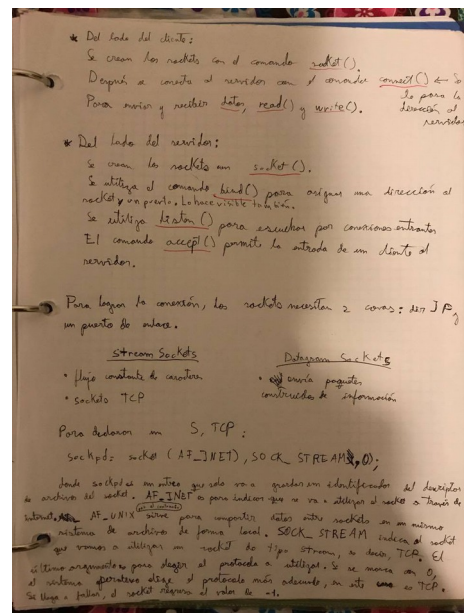 * Del lado del cliente:
Se crean los sockets con el comando socket().
Después se conecta al servidor con el comando connect() ← Se
le pasa la
dirección al
servidor
Para enviar y recibir datos, read() y write().
* Del lado del servidor:
Se crean los sockets con socket().
Se utiliza el comando bind() para asignar una dirección al
socket y un puerto. Lo hace visible también.
Se utiliza listen() para escuchar por conexiones entrantes
El comando accept() permite la entrada de un cliente al
servidor.
Para lograr la conexión, los sockets necesitan 2 cosas: dir IP y
un puerto de enlace.
Stream Sockets
• flujo constante de caracteres
• sockets TCP
Datagram Sockets
• envía paquetes
construidos de información
Para declarar un S, TCP:
sockfd= socket (AF_INET), SOCK_STREAM, 0);
donde sockfd es un entero que solo va a guardar un identificador del descriptor
de archivos del socket. AF_INET es para indicar que se va a utilizar el socket a través de
internet. AF_UNIX por el contrario sirve para compartir datos entre sockets en un mismo
sistema de archivos de forma local. SOCK_STREAM indica al socket
que vamos a utilizar un socket de tipo stream, es decir, TCP. El
último argumento es para elegir el protocolo a utilizar. Si se marca con 0,
el sistema operativo elige el protocolo más adecuado, en este caso es TCP.
Si llega a fallar, el socket regresa el valor de -1.